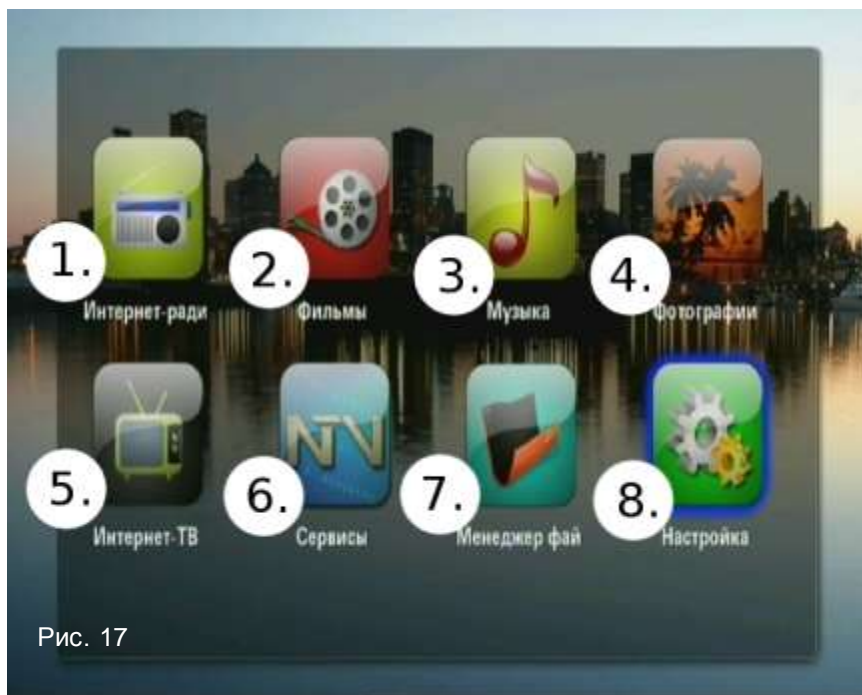 1.
2.
3.
4.
Интернет-ради
Фильмы
Музыка
Фотографии
NTV
5.
6.
7.
8.
Интернет-ТВ
Сервисы
Менеджер фай
Настройка
Рис. 17